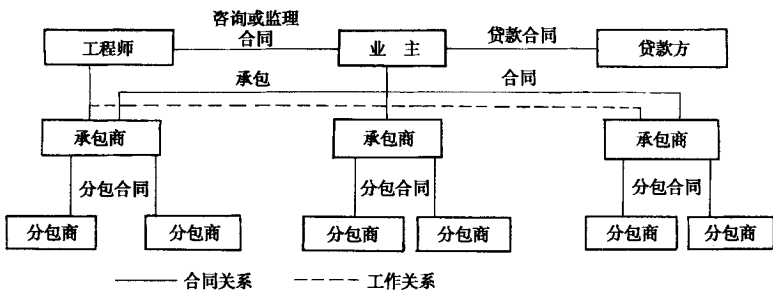 咨询或监理
合同
工程师
业 主
贷款合同
贷款方
承包
合同
承包商
承包商
承包商
分包合同
分包合同
分包合同
分包商
分包商
分包商
分包商
分包商
分包商
合同关系
工作关系